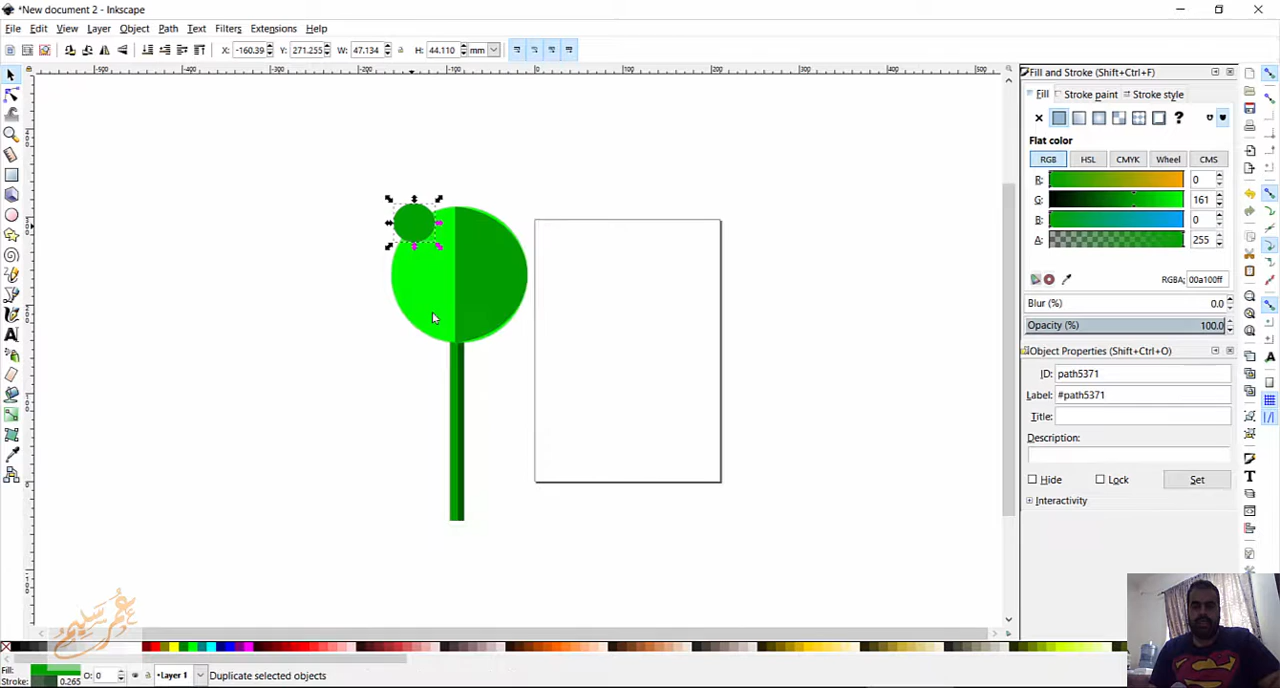 *New document 2 - Inkscape
File Edit View Layer Object Path Text Filters Extensions Help
X: -160.39 Y: 271.255 W: 47.134 H: 44.110 mm
Fill and Stroke (Shift+Ctrl+F)
Fill Stroke paint Stroke style
?
Flat color
RGB HSL CMYK Wheel CMS
R: 0
G: 161
B: 0
A: 255
RGBA: 00a100ff
Blur (%) 0.0
Opacity (%) 100.0
Object Properties (Shift+Ctrl+O)
ID: path5371
Label: #path5371
Title:
Description:
Hide Lock Set
Interactivity
عُمر سَليم
Fill:
Stroke: 0.265
O: 0
•Layer 1
Duplicate selected objects